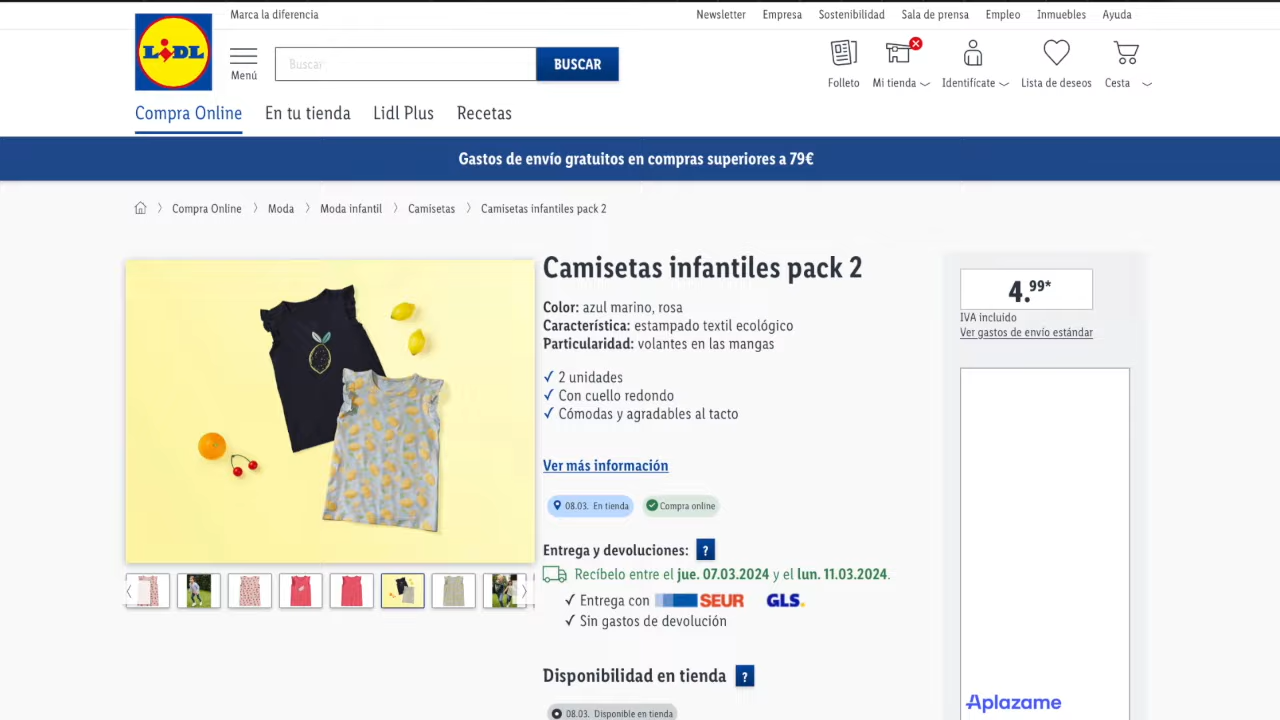 Marca la diferencia
Newsletter Empresa Sostenibilidad Sala de prensa Empleo Inmuebles Ayuda
LIDL
Menú
Buscar
BUSCAR
Folleto Mi tienda Identifícate Lista de deseos Cesta
Compra Online En tu tienda Lidl Plus Recetas
Gastos de envío gratuitos en compras superiores a 79€
Compra Online Moda Moda infantil Camisetas Camisetas infantiles pack 2
Camisetas infantiles pack 2
Color: azul marino, rosa
Característica: estampado textil ecológico
Particularidad: volantes en las mangas
2 unidades
Con cuello redondo
Cómodas y agradables al tacto
Ver más información
08.03. En tienda Compra online
Entrega y devoluciones: ?
Recíbelo entre el jue. 07.03.2024 y el lun. 11.03.2024.
Entrega con SEUR GLS.
Sin gastos de devolución
Disponibilidad en tienda ?
08.03. Disponible en tienda
4.99*
IVA incluido
Ver gastos de envío estándar
Aplazame